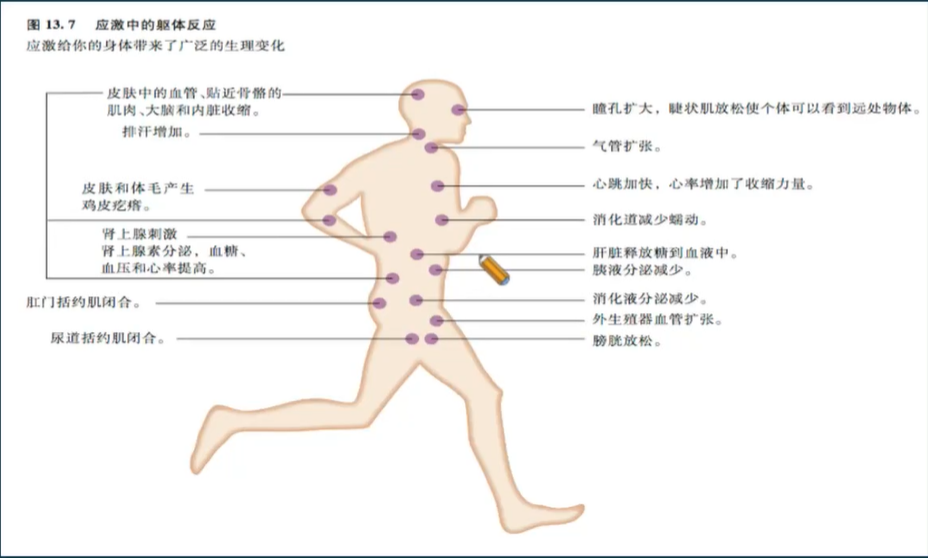 图 13.7 应激中的躯体反应
应激给你的身体带来了广泛的生理变化
皮肤中的血管、贴近骨骼的
肌肉、大脑和内脏收缩。
排汗增加。
皮肤和体毛产生
鸡皮疙瘩。
肾上腺刺激
肾上腺素分泌，血糖、
血压和心率提高。
肛门括约肌闭合。
尿道括约肌闭合。
瞳孔扩大，睫状肌放松使个体可以看到远处物体。
气管扩张。
心跳加快，心率增加了收缩力量。
消化道减少蠕动。
肝脏释放糖到血液中。
胰液分泌减少。
消化液分泌减少。
外生殖器血管扩张。
膀胱放松。